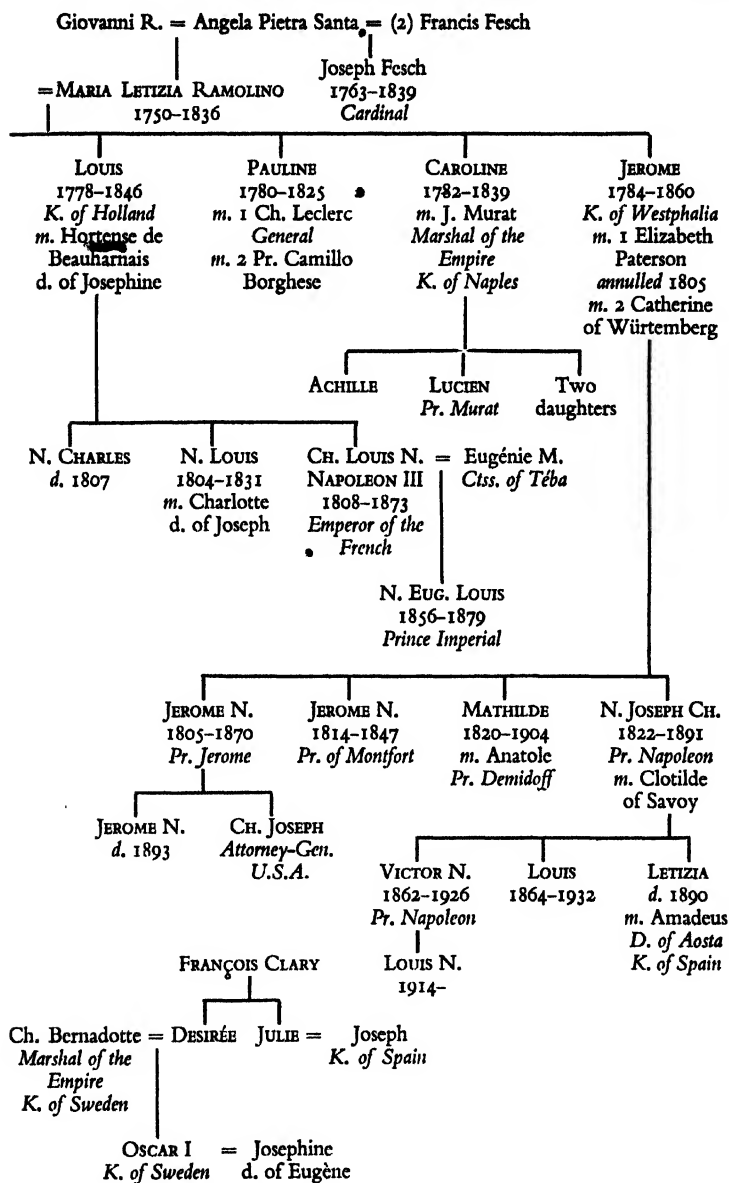 Giovanni R. = Angela Pietra Santa = (2) Francis Fesch
Joseph Fesch
1763–1839
Cardinal
= MARIA LETIZIA RAMOLINO
1750–1836
LOUIS
1778–1846
K. of Holland
m. Hortense de
Beauharnais
d. of Josephine
PAULINE
1780–1825
m. 1 Ch. Leclerc
General
m. 2 Pr. Camillo
Borghese
CAROLINE
1782–1839
m. J. Murat
Marshal of the
Empire
K. of Naples
JEROME
1784–1860
K. of Westphalia
m. 1 Elizabeth
Paterson
annulled 1805
m. 2 Catherine
of Würtemberg
ACHILLE
LUCIEN
Pr. Murat
Two
daughters
N. CHARLES
d. 1807
N. LOUIS
1804–1831
m. Charlotte
d. of Joseph
CH. LOUIS N.
NAPOLEON III
1808–1873
Emperor of the
French
= Eugénie M.
Ctss. of Téba
N. EUG. LOUIS
1856–1879
Prince Imperial
JEROME N.
1805–1870
Pr. Jerome
JEROME N.
1814–1847
Pr. of Montfort
MATHILDE
1820–1904
m. Anatole
Pr. Demidoff
N. JOSEPH CH.
1822–1891
Pr. Napoleon
m. Clotilde
of Savoy
JEROME N.
d. 1893
CH. JOSEPH
Attorney-Gen.
U.S.A.
VICTOR N.
1862–1926
Pr. Napoleon
LOUIS
1864–1932
LETIZIA
d. 1890
m. Amadeus
D. of Aosta
K. of Spain
LOUIS N.
1914–
FRANÇOIS CLARY
Ch. Bernadotte = DESIRÉE
Marshal of the
Empire
K. of Sweden
JULIE = Joseph
K. of Spain
OSCAR I = Josephine
K. of Sweden d. of Eugène